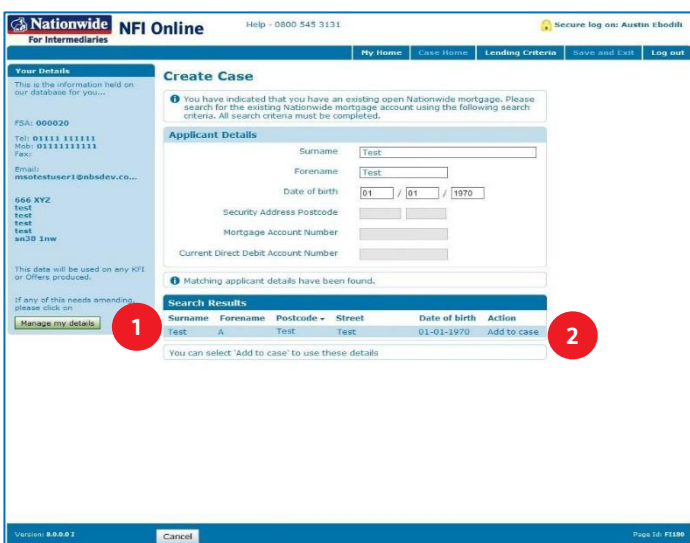 Nationwide
For Intermediaries
NFI Online
Help - 0800 545 3131
Secure log on: Austin Ebodili
My Home
Case Home
Lending Criteria
Save and Exit
Log out
Your Details
This is the information held on
our database for you...
FSA: 000020
Tel: 01111 111111
Mob: 01111111111
Fax:
Email:
msotestuser1@nbsdev.co...
666 XYZ
test
test
test
test
sn38 1nw
This data will be used on any KFI
or Offers produced.
If any of this needs amending,
please click on
Manage my details
Create Case
You have indicated that you have an existing open Nationwide mortgage. Please
search for the existing Nationwide mortgage account using the following search
criteria. All search criteria must be completed.
Applicant Details
Surname Test
Forename Test
Date of birth 01 / 01 / 1970
Security Address Postcode
Mortgage Account Number
Current Direct Debit Account Number
Matching applicant details have been found.
Search Results
Surname Forename Postcode Street Date of birth Action
Test A Test Test 01-01-1970 Add to case
You can select 'Add to case' to use these details
1
2
Version: 8.0.0.0 I
Cancel
Page Id: FI180